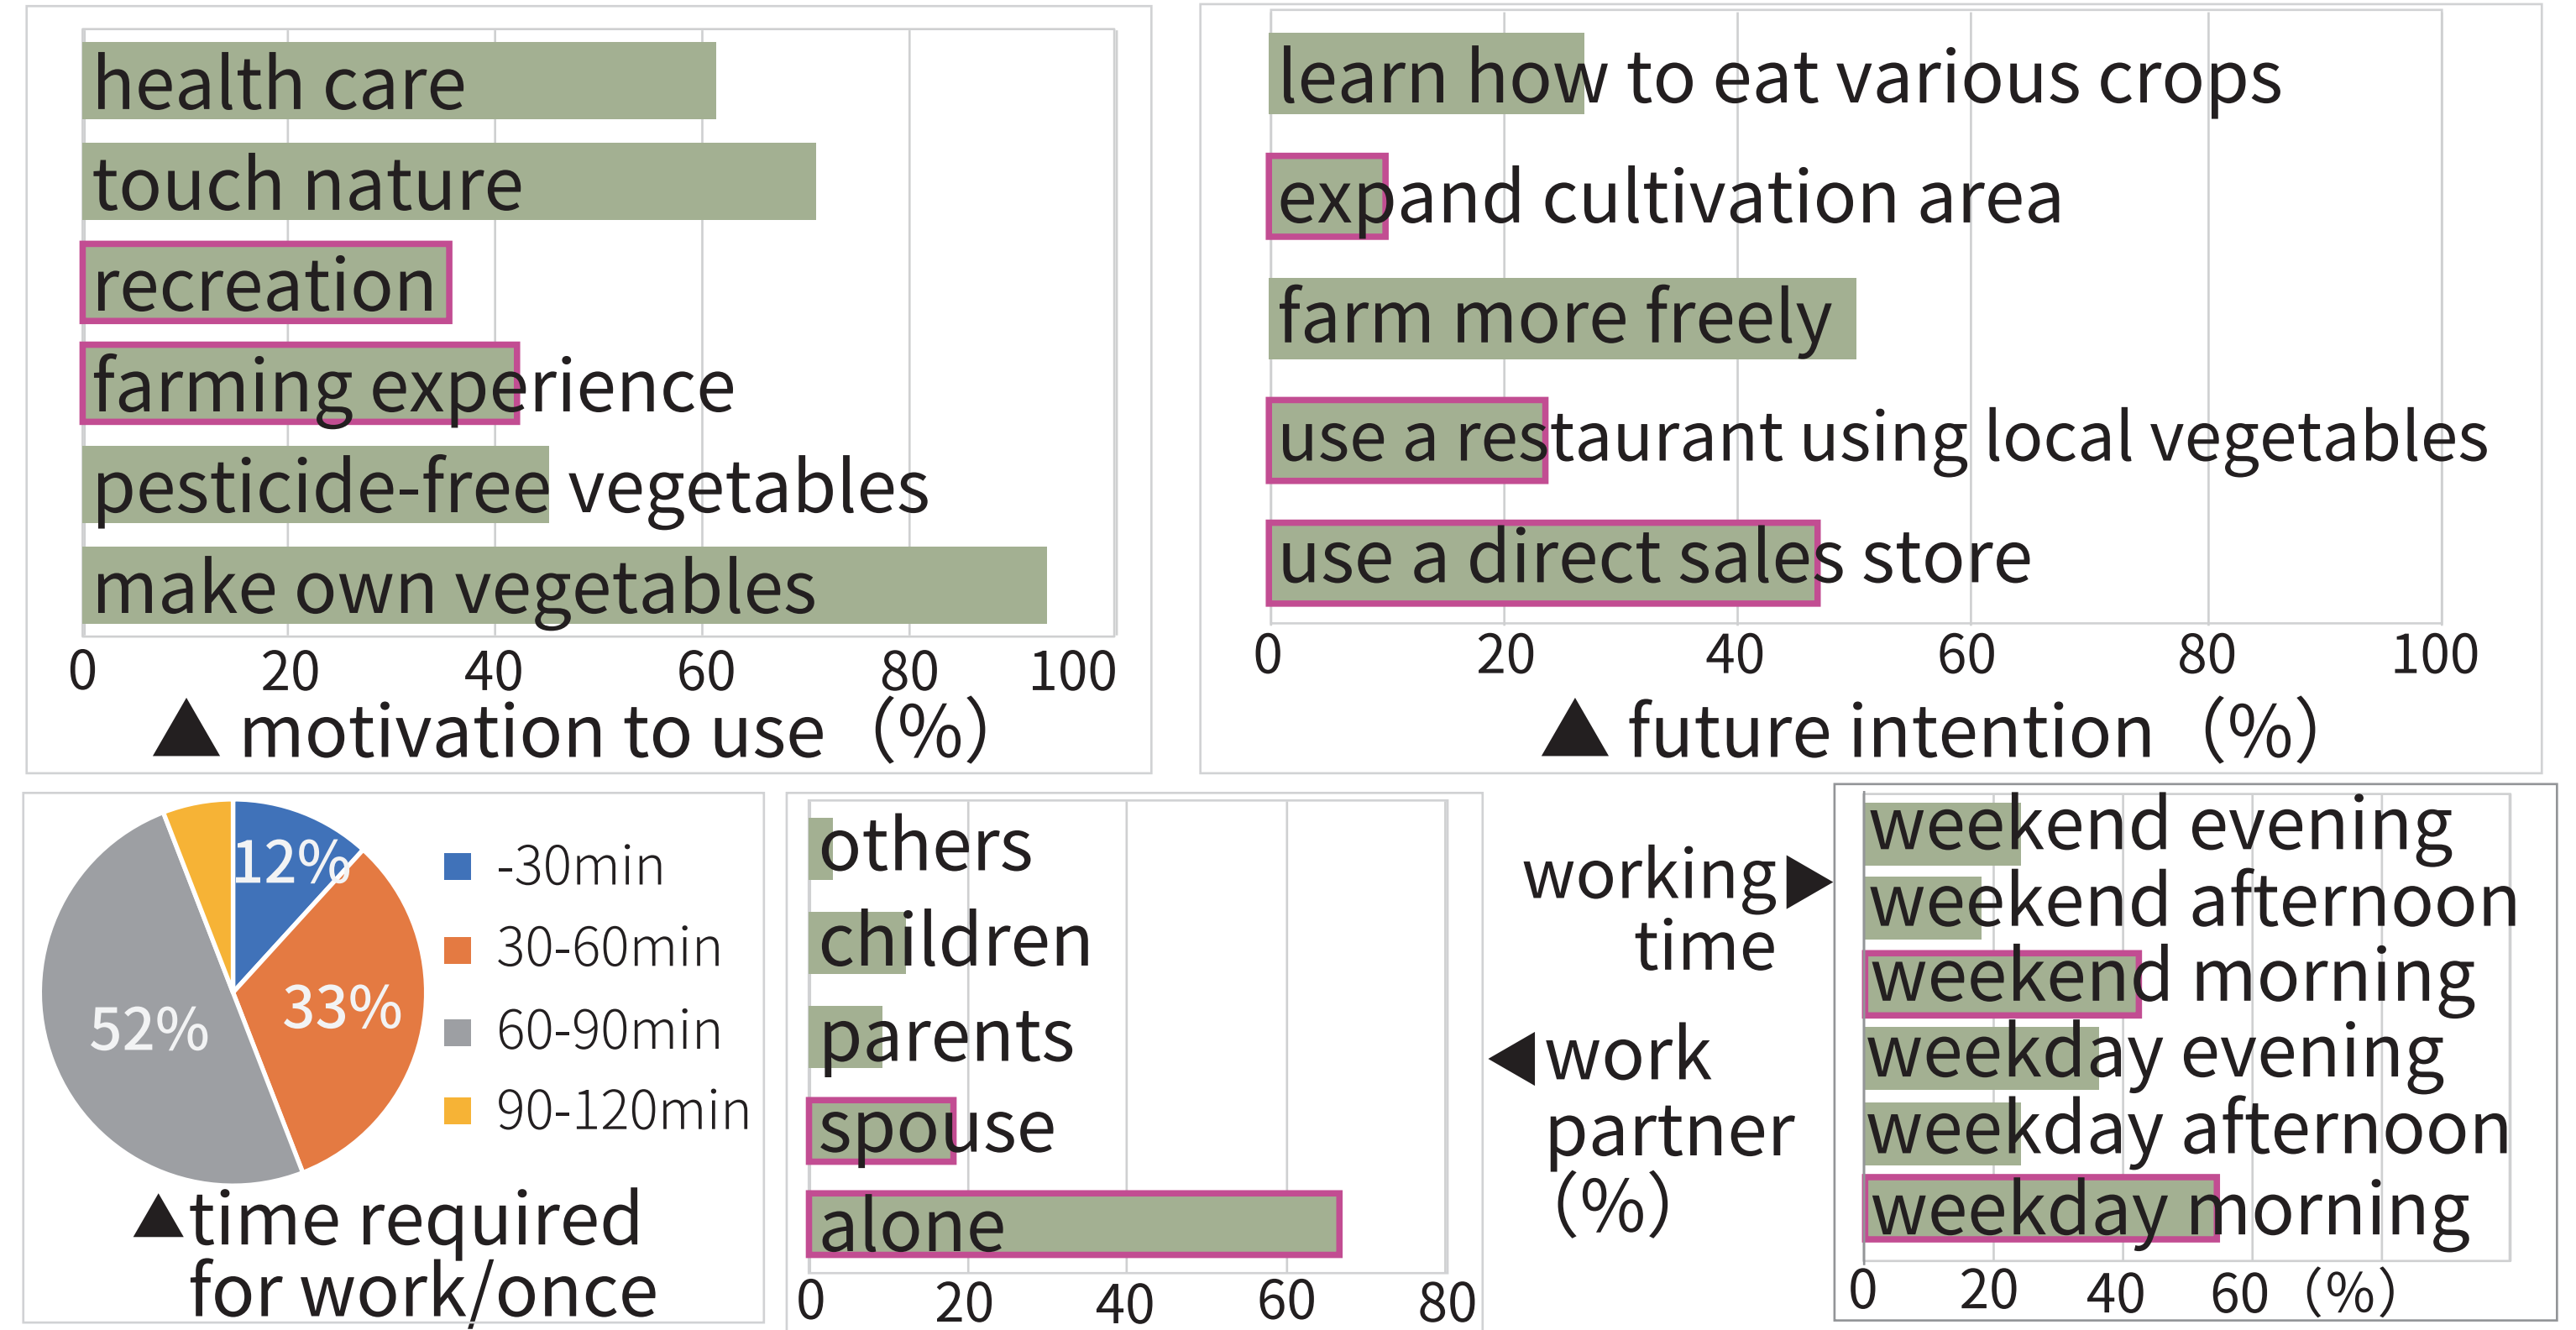 health care
touch nature
recreation
farming experience
pesticide-free vegetables
make own vegetables
0 20 40 60 80 100
▲ motivation to use (%)
learn how to eat various crops
expand cultivation area
farm more freely
use a restaurant using local vegetables
use a direct sales store
0 20 40 60 80 100
▲ future intention (%)
12%
33%
52%
-30min
30-60min
60-90min
90-120min
▲time required
for work/once
others
children
parents
spouse
alone
0 20 40 60 80
working▶
time
◀work
partner
(%)
weekend evening
weekend afternoon
weekend morning
weekday evening
weekday afternoon
weekday morning
0 20 40 60 (%)